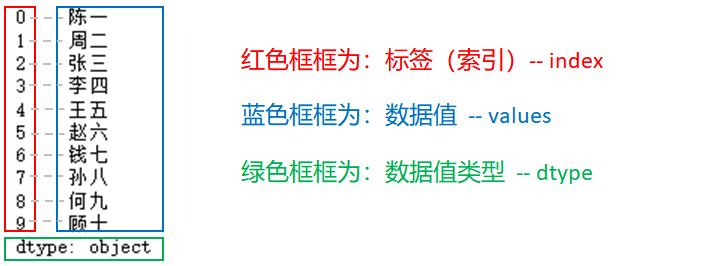 0 陈一
1 周二
2 张三
3 李四
4 王五
5 赵六
6 钱七
7 孙八
8 何九
9 顾十
dtype: object
红色框框为：标签（索引）-- index
蓝色框框为：数据值 -- values
绿色框框为：数据值类型 -- dtype